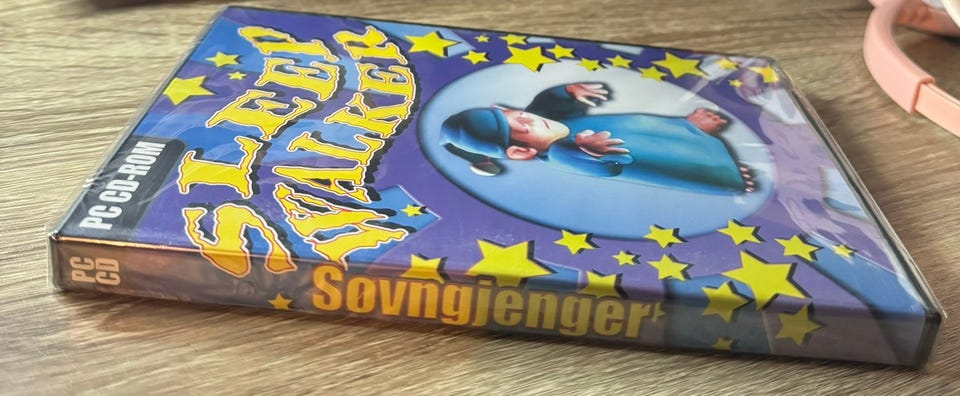 SLEEP
WALKER
PC CD-ROM
PC
CD
Søvngjenger